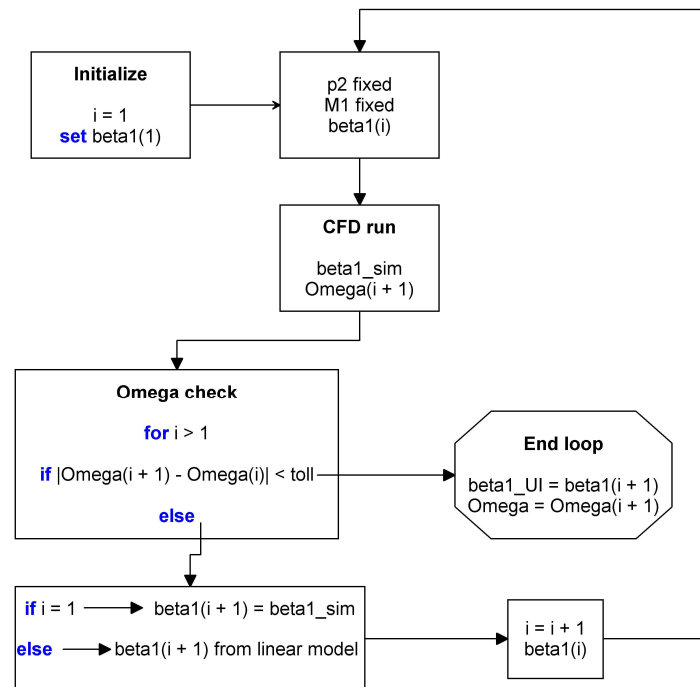 Initialize
i = 1
set beta1(1)
p2 fixed
M1 fixed
beta1(i)
CFD run
beta1_sim
Omega(i + 1)
Omega check
for i > 1
if |Omega(i + 1) - Omega(i)| < toll
else
End loop
beta1_UI = beta1(i + 1)
Omega = Omega(i + 1)
if i = 1 beta1(i + 1) = beta1_sim
else beta1(i + 1) from linear model
i = i + 1
beta1(i)